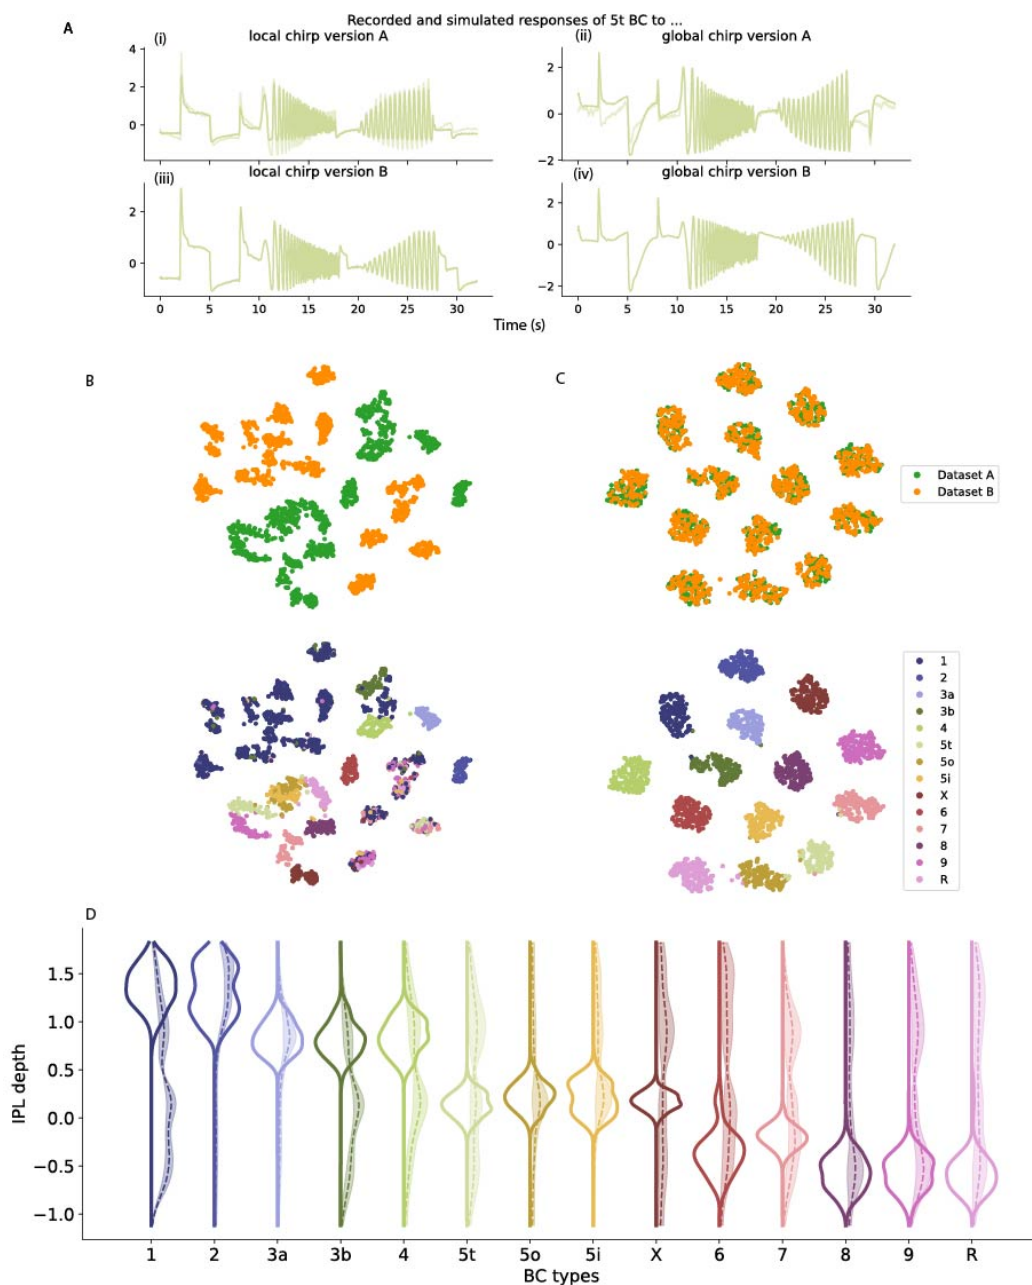 A
Recorded and simulated responses of 5t BC to ...
(i)
local chirp version A
(ii)
global chirp version A
4
2
0
2
0
−2
(iii)
local chirp version B
(iv)
global chirp version B
2
0
2
0
−2
0 5 10 15 20 25 30
0 5 10 15 20 25 30
Time (s)
B
C
Dataset A
Dataset B
1
2
3a
3b
4
5t
5o
5i
X
6
7
8
9
R
D
IPL depth
1.5
1.0
0.5
0.0
−0.5
−1.0
1 2 3a 3b 4 5t 5o 5i X 6 7 8 9 R
BC types